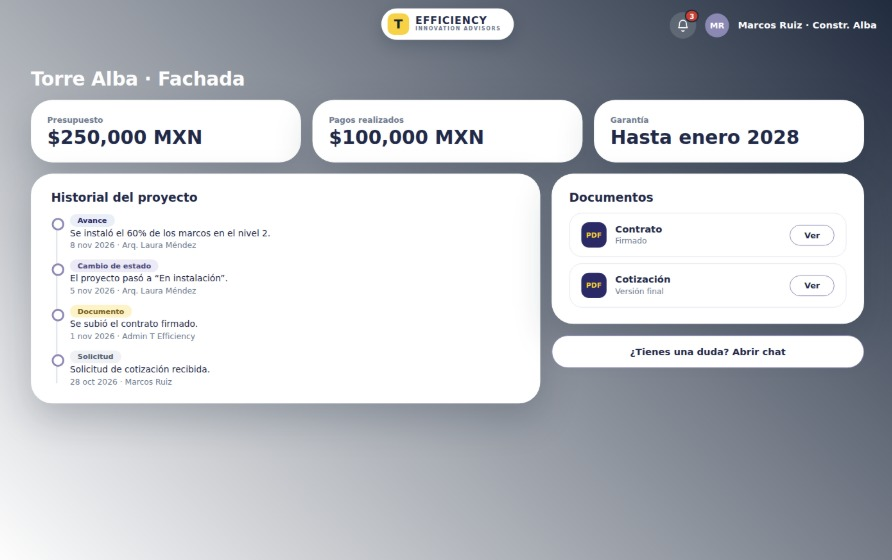 T
EFFICIENCY
INNOVATION ADVISORS
3
MR
Marcos Ruiz · Constr. Alba
Torre Alba · Fachada
Presupuesto
$250,000 MXN
Pagos realizados
$100,000 MXN
Garantía
Hasta enero 2028
Historial del proyecto
Avance
Se instaló el 60% de los marcos en el nivel 2.
8 nov 2026 · Arq. Laura Méndez
Cambio de estado
El proyecto pasó a “En instalación”.
5 nov 2026 · Arq. Laura Méndez
Documento
Se subió el contrato firmado.
1 nov 2026 · Admin T Efficiency
Solicitud
Solicitud de cotización recibida.
28 oct 2026 · Marcos Ruiz
Documentos
PDF
Contrato
Firmado
Ver
PDF
Cotización
Versión final
Ver
¿Tienes una duda? Abrir chat